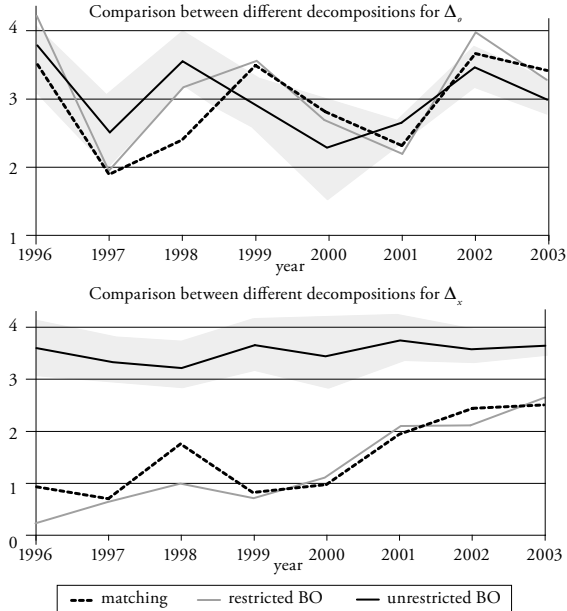 Comparison between different decompositions for Δₒ
4
3
2
1
1996 1997 1998 1999 2000 2001 2002 2003
year
Comparison between different decompositions for Δₓ
4
3
2
1
0
1996 1997 1998 1999 2000 2001 2002 2003
year
matching restricted BO unrestricted BO